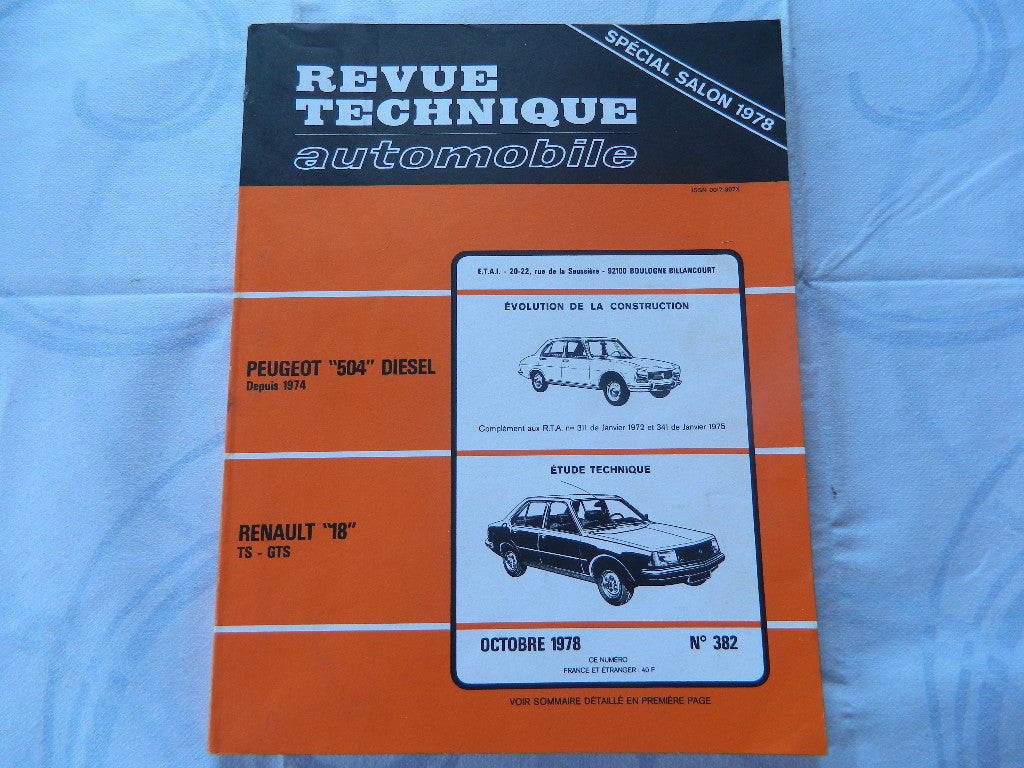 REVUE
TECHNIQUE
automobile
SPÉCIAL SALON 1978
E.T.A.I. - 20-22, rue de la Saussière - 92100 BOULOGNE BILLANCOURT
ÉVOLUTION DE LA CONSTRUCTION
PEUGEOT "504" DIESEL
Depuis 1974
Complément aux R.T.A. nos 311 de Janvier 1972 et 341 de Janvier 1975
ÉTUDE TECHNIQUE
RENAULT "18"
TS - GTS
OCTOBRE 1978 N° 382
CE NUMÉRO
FRANCE ET ÉTRANGER : 40 F
VOIR SOMMAIRE DÉTAILLÉ EN PREMIÈRE PAGE